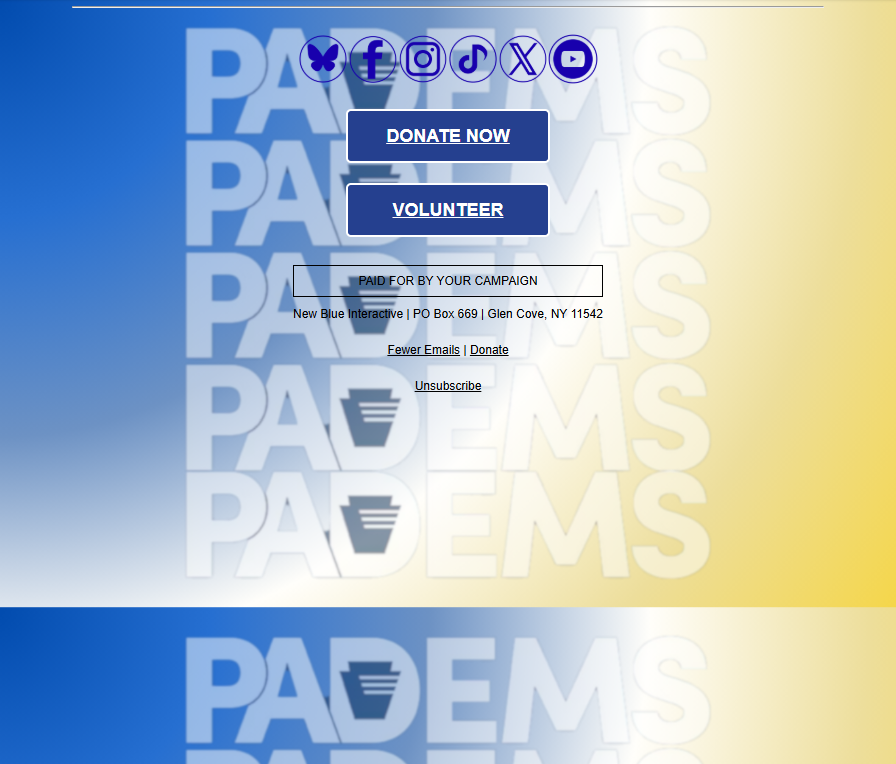 PADEMS
DONATE NOW
PADEMS
VOLUNTEER
PADEMS
PAID FOR BY YOUR CAMPAIGN
New Blue Interactive | PO Box 669 | Glen Cove, NY 11542
Fewer Emails | Donate
PADEMS
Unsubscribe
PADEMS
PADEMS